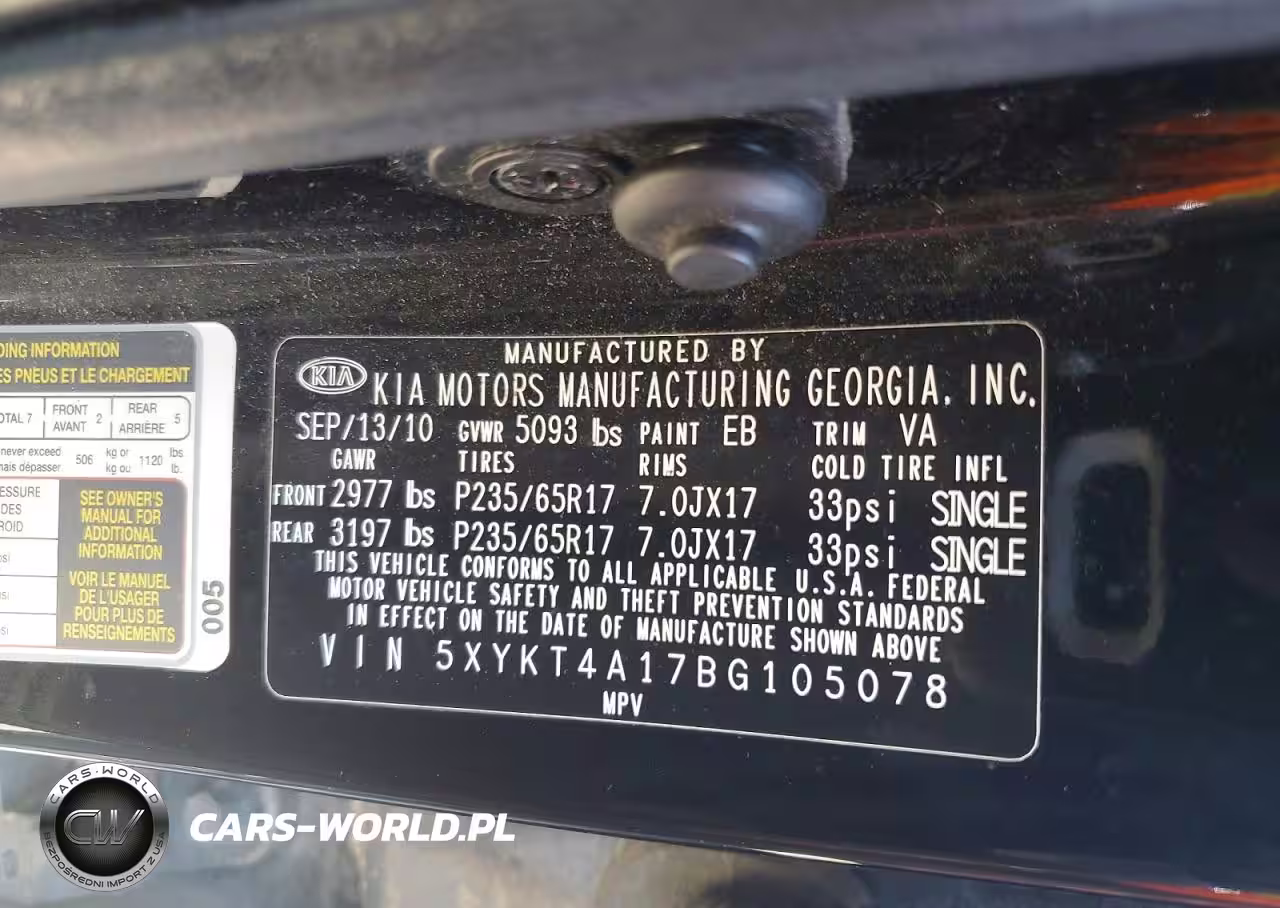 DING INFORMATION
ES PNEUS ET LE CHARGEMENT
OTAL 7
FRONT
AVANT 2
REAR
ARRIÈRE 5
never exceed
mais dépasser
506
kg or
kg ou
1120
lbs
lb.
ESSURE
DES
ROID
SEE OWNER'S
MANUAL FOR
ADDITIONAL
INFORMATION
VOIR LE MANUEL
DE L'USAGER
POUR PLUS DE
RENSEIGNEMENTS
005
MANUFACTURED BY
KIA KIA MOTORS MANUFACTURING GEORGIA, INC.
SEP/13/10 GVWR 5093 lbs PAINT EB TRIM VA
GAWR TIRES RIMS COLD TIRE INFL
FRONT 2977 lbs P235/65R17 7.0JX17 33psi SINGLE
REAR 3197 lbs P235/65R17 7.0JX17 33psi SINGLE
THIS VEHICLE CONFORMS TO ALL APPLICABLE U.S.A. FEDERAL
MOTOR VEHICLE SAFETY AND THEFT PREVENTION STANDARDS
IN EFFECT ON THE DATE OF MANUFACTURE SHOWN ABOVE
VIN 5XYKT4A17BG105078
MPV
CARS-WORLD
CW
BEZPOŚREDNI IMPORT Z USA
CARS-WORLD.PL